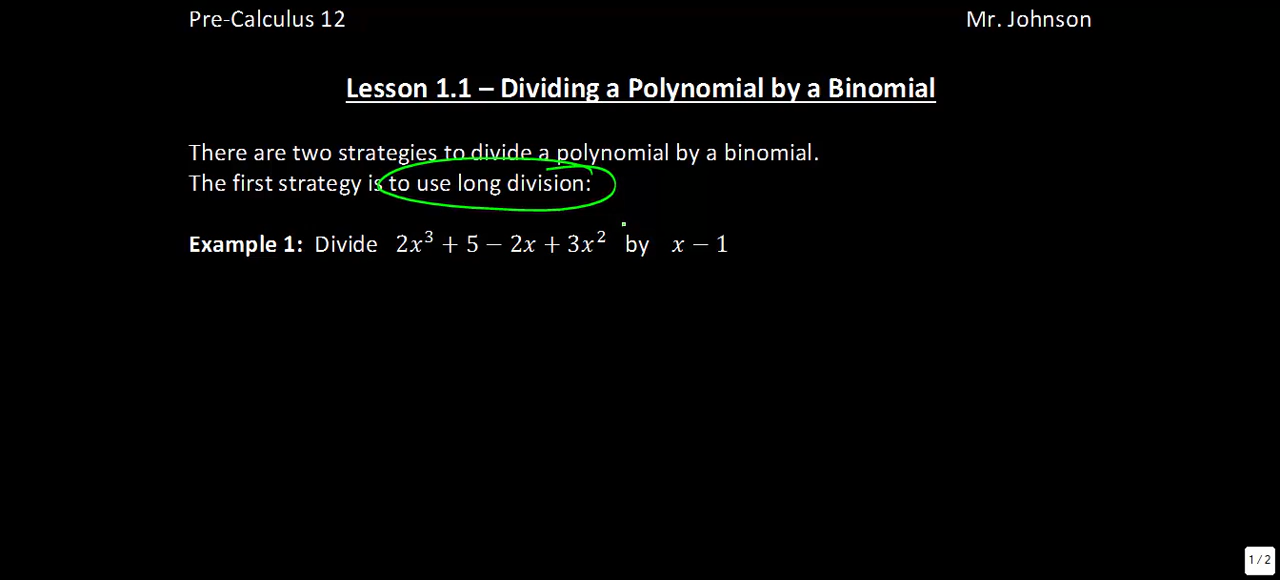 Pre-Calculus 12 Mr. Johnson
Lesson 1.1 – Dividing a Polynomial by a Binomial
There are two strategies to divide a polynomial by a binomial.
The first strategy is to use long division:
Example 1: Divide 2x³ + 5 − 2x + 3x² by x − 1
1 / 2